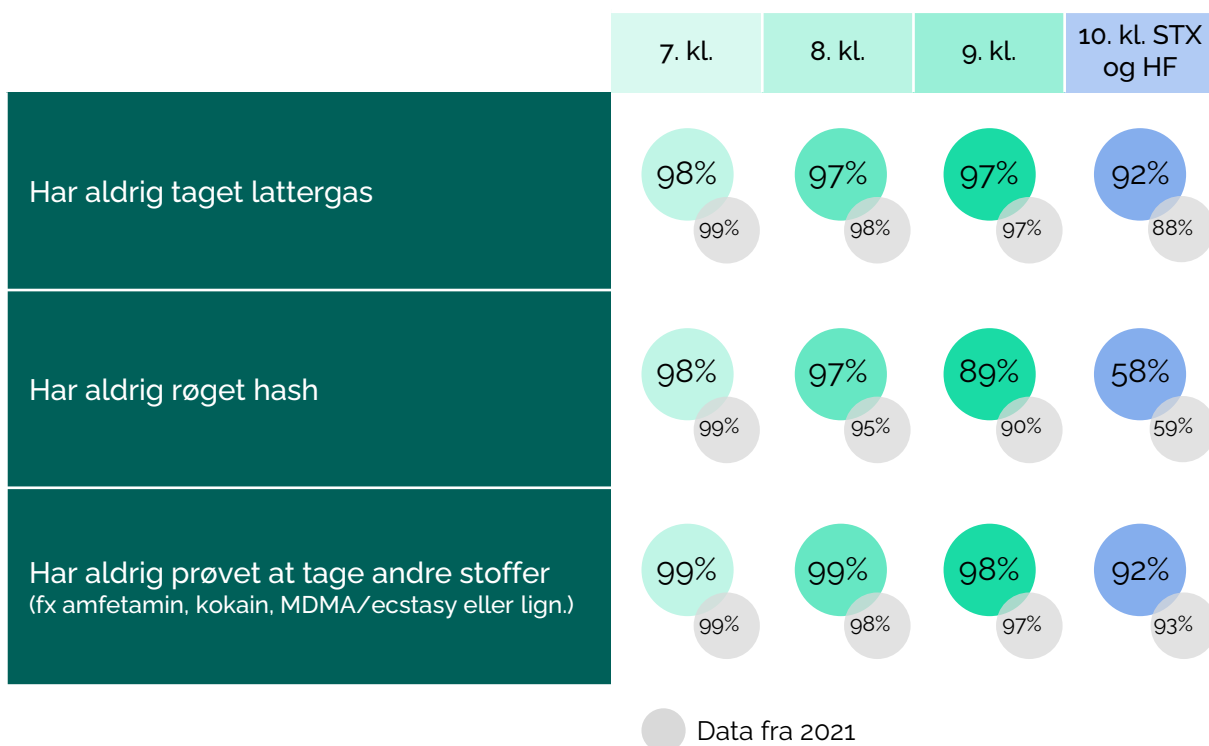 7. kl.
8. kl.
9. kl.
10. kl. STX
og HF
Har aldrig taget lattergas
98%
97%
97%
92%
99%
98%
97%
88%
Har aldrig røget hash
98%
97%
89%
58%
99%
95%
90%
59%
Har aldrig prøvet at tage andre stoffer
(fx amfetamin, kokain, MDMA/ecstasy eller lign.)
99%
99%
98%
92%
99%
98%
97%
93%
Data fra 2021